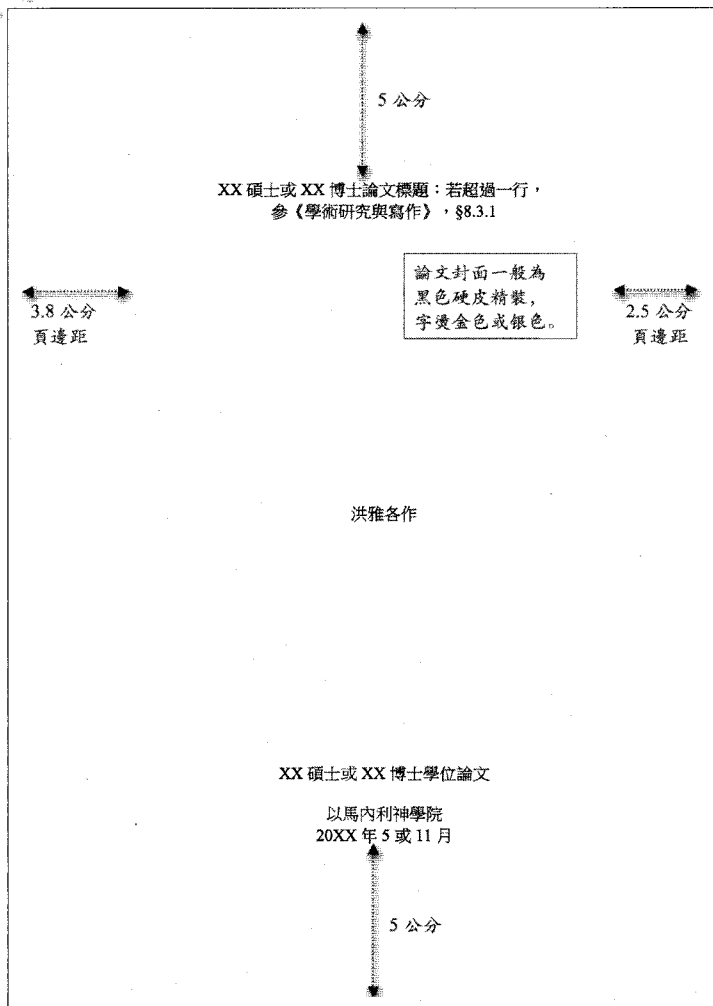 5 公分
XX 碩士或 XX 博士論文標題：若超過一行，
參《學術研究與寫作》，§8.3.1
論文封面一般為
黑色硬皮精裝，
字燙金色或银色。
3.8 公分
頁邊距
2.5 公分
頁邊距
洪雅各作
XX 碩士或 XX 博士學位論文
以馬內利神學院
20XX 年 5 或 11 月
5 公分